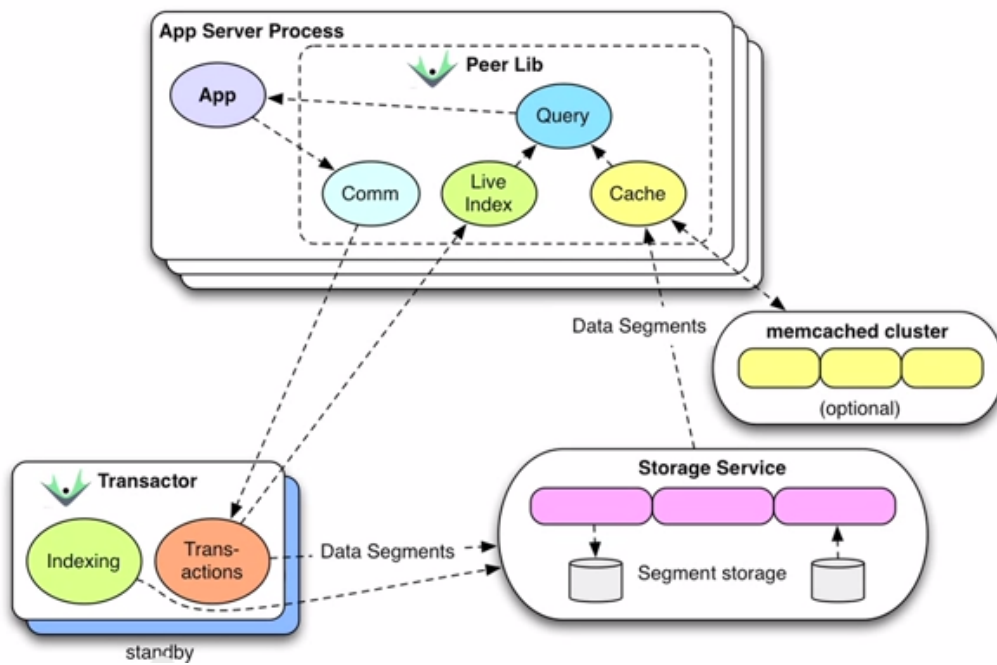 App Server Process
Peer Lib
App
Query
Comm
Live
Index
Cache
Data Segments
memcached cluster
(optional)
Transactor
Indexing
Trans-
actions
Data Segments
standby
Storage Service
Segment storage